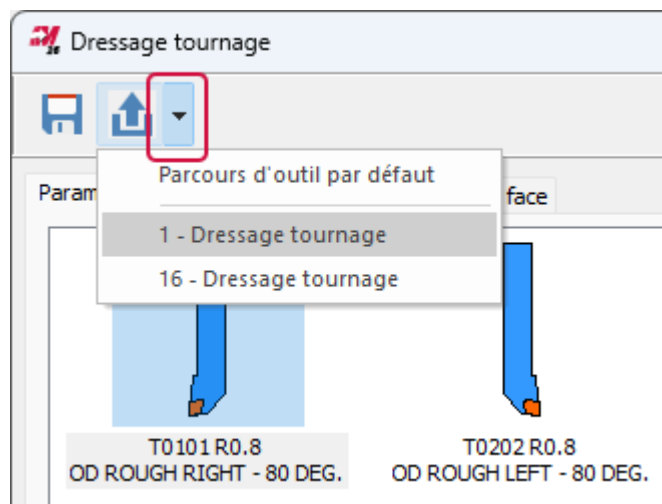 Dressage tournage
Parcours d'outil par défaut
Param
face
1 - Dressage tournage
16 - Dressage tournage
T0101 R0.8
OD ROUGH RIGHT - 80 DEG.
T0202 R0.8
OD ROUGH LEFT - 80 DEG.